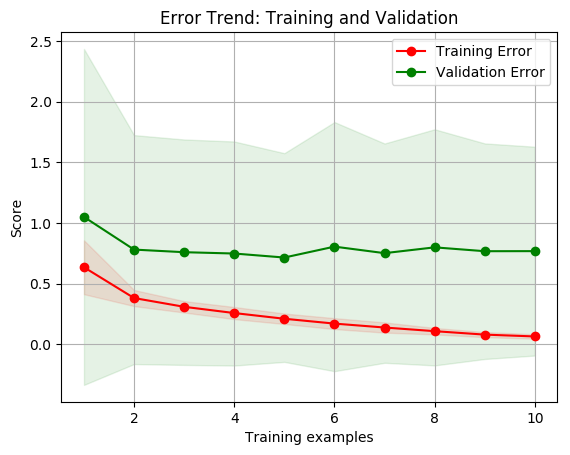 Error Trend: Training and Validation
2.5
2.0
1.5
1.0
0.5
0.0
Score
Training Error
Validation Error
2
4
6
8
10
Training examples